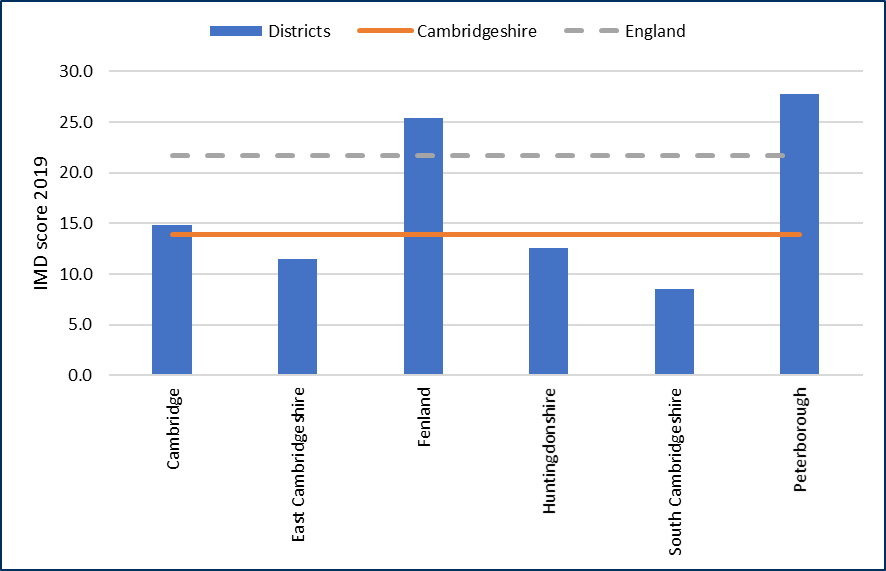 Districts Cambridgeshire England
IMD score 2019
30.0
25.0
20.0
15.0
10.0
5.0
0.0
Cambridge
East Cambridgeshire
Fenland
Huntingdonshire
South Cambridgeshire
Peterborough